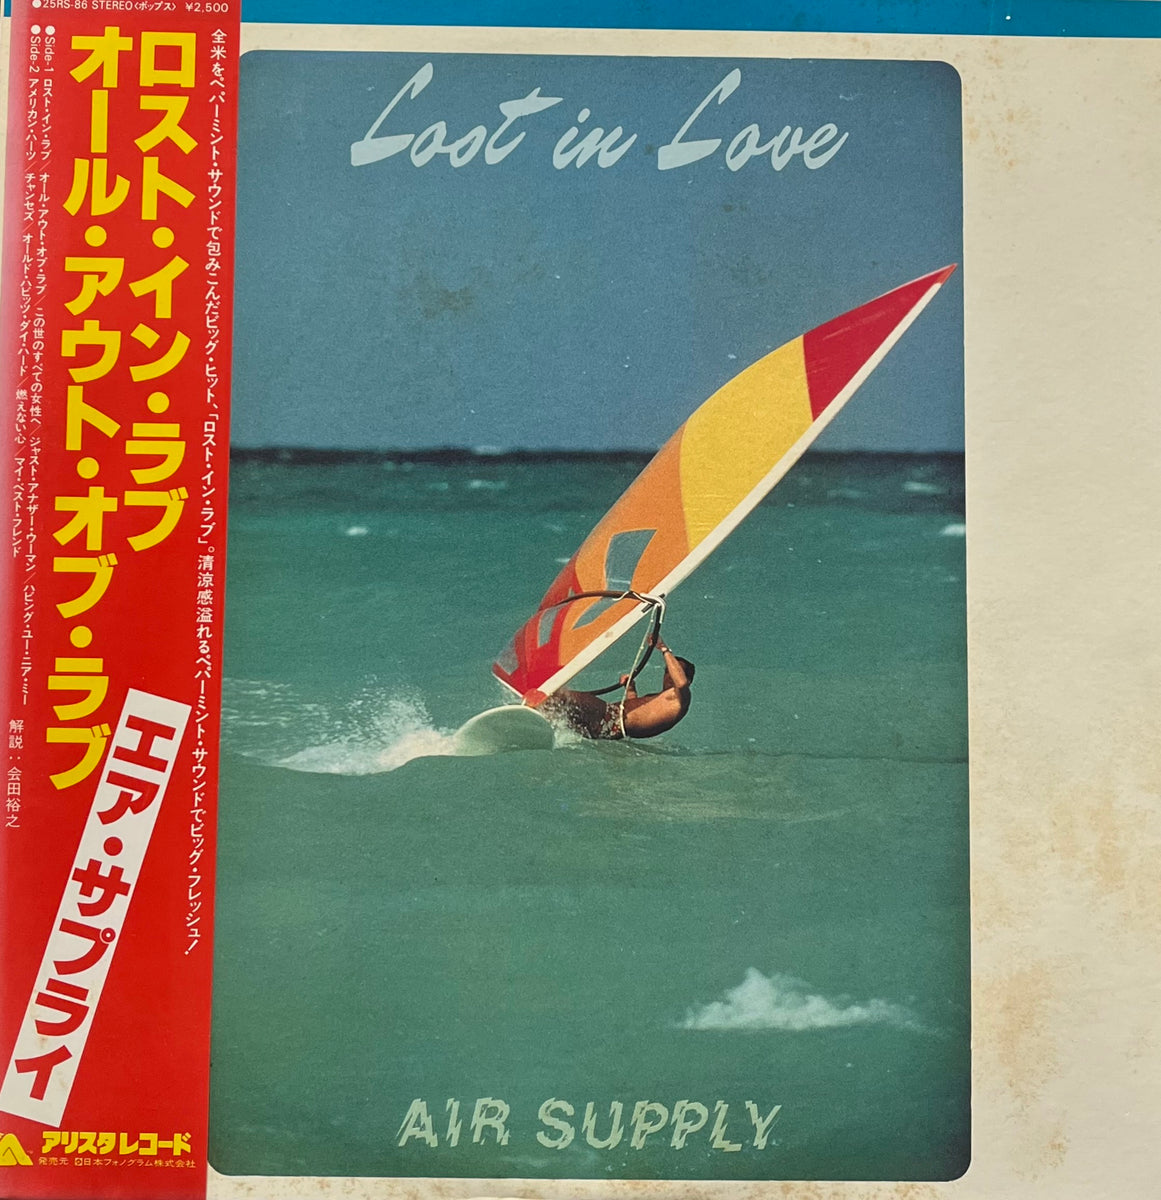 ●25RS-86 STEREO〈ポップス〉 ¥2,500
全米をペパーミント・サウンドで包みこんだビッグ・ヒット、「ロスト・イン・ラブ」。清涼感溢れるペパーミント・サウンドでビッグ・フレッシュ!
ロスト・イン・ラブ
オール・アウト・オブ・ラブ
●Side-1 ロスト・イン・ラブ/オール・アウト・オブ・ラブ/この世のすべての女性へ/ジャスト・アナザー・ウーマン/ハビング・ユー・ニア・ミー
●Side-2 アメリカン・ハーツ/チャンセズ/オールド・ハビッツ・ダイ・ハード/燃えない心/マイ・ベスト・フレンド
解説:会田裕之
エア・サプライ
アリスタレコード
発売元 日本フォノグラム株式会社
Lost in Love
AIR SUPPLY